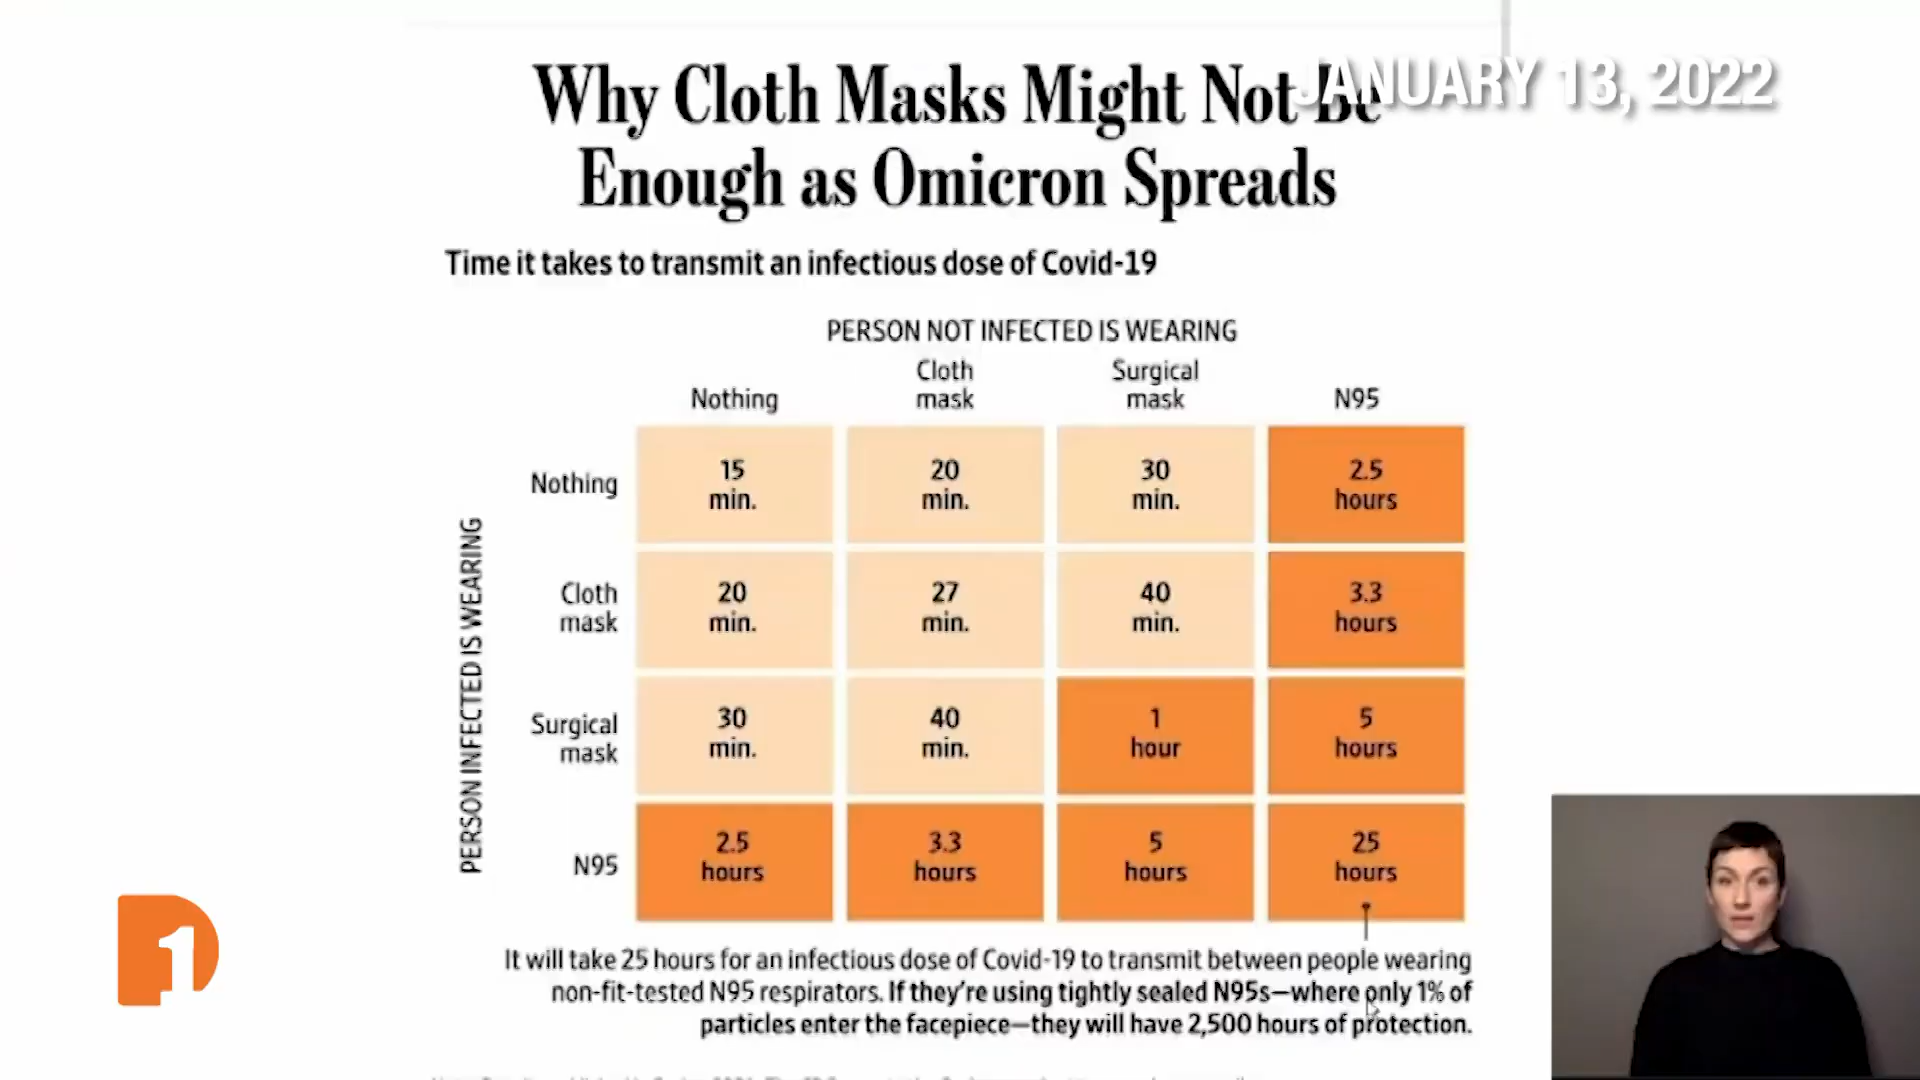 JANUARY 13, 2022
Why Cloth Masks Might Not Be
Enough as Omicron Spreads
Time it takes to transmit an infectious dose of Covid-19
PERSON NOT INFECTED IS WEARING
Nothing
Cloth
mask
Surgical
mask
N95
PERSON INFECTED IS WEARING
Nothing
15
min.
20
min.
30
min.
2.5
hours
Cloth
mask
20
min.
27
min.
40
min.
3.3
hours
Surgical
mask
30
min.
40
min.
1
hour
5
hours
N95
2.5
hours
3.3
hours
5
hours
25
hours
It will take 25 hours for an infectious dose of Covid-19 to transmit between people wearing
non-fit-tested N95 respirators. If they're using tightly sealed N95s—where only 1% of
particles enter the facepiece—they will have 2,500 hours of protection.
1